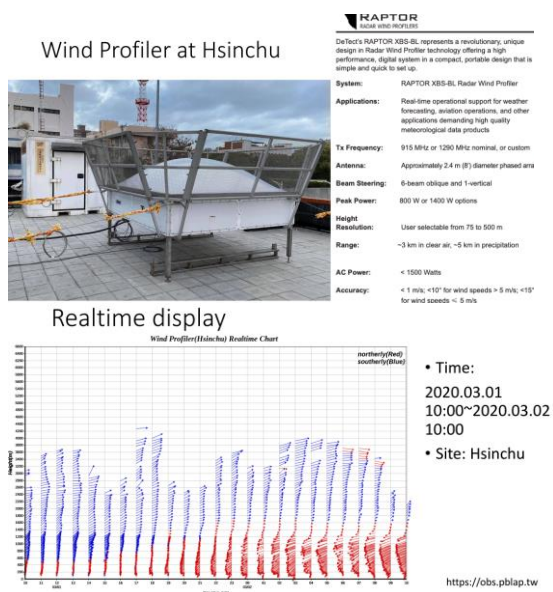 Wind Profiler at Hsinchu
RAPTOR
RADAR WIND PROFILERS
DeTect's RAPTOR XBS-BL represents a revolutionary, unique
design in Radar Wind Profiler technology offering a high
performance, digital system in a compact, portable design that is
simple and quick to set up.
System: RAPTOR XBS-BL Radar Wind Profiler
Applications: Real-time operational support for weather
forecasting, aviation operations, and other
applications demanding high quality
meteorological data products
Tx Frequency: 915 MHz or 1290 MHz nominal, or custom
Antenna: Approximately 2.4 m (8') diameter phased arra
Beam Steering: 6-beam oblique and 1-vertical
Peak Power: 800 W or 1400 W options
Height
Resolution: User selectable from 75 to 500 m
Range: ~3 km in clear air, ~5 km in precipitation
AC Power: < 1500 Watts
Accuracy: < 1 m/s; <10° for wind speeds > 5 m/s; <15°
for wind speeds ≤ 5 m/s
Realtime display
Wind Profiler(Hsinchu) Realtime Chart
northerly(Red)
southerly(Blue)
Height(m)
• Time:
2020.03.01
10:00~2020.03.02
10:00
• Site: Hsinchu
https://obs.pblap.tw